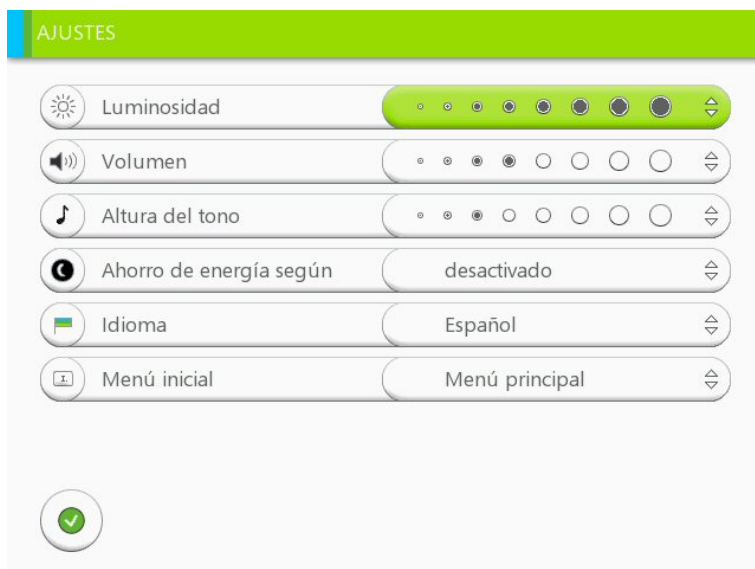 AJUSTES
Luminosidad
Volumen
Altura del tono
Ahorro de energía según desactivado
Idioma Español
Menú inicial Menú principal